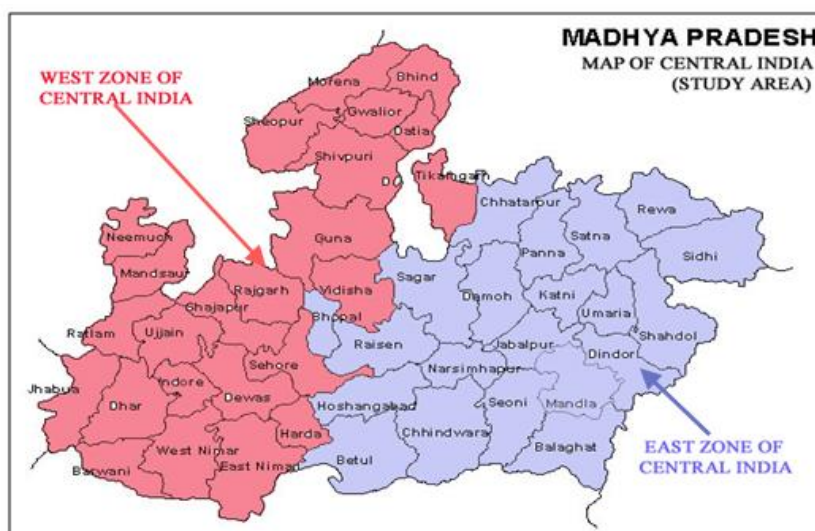 MADHYA PRADESH
MAP OF CENTRAL INDIA
(STUDY AREA)
WEST ZONE OF
CENTRAL INDIA
Morena
Bhind
Sheopur
Gwalior
Datia
Shivpuri
Tikamgarh
Chhatarpur
Rewa
Satna
Panna
Sidhi
Neemuch
Guna
Mandsaur
Sagar
Rajgarh
Vidisha
Damoh
Katni
Umaria
Shajapur
Bhopal
Ratlam
Ujjain
Raisen
Jabalpur
Shahdol
Dindor
Sehore
Narsimhapur
Jhabua
Indore
Dewas
Dhar
Hoshangabad
Seoni
Mandla
Harda
Chhindwara
West Nimar
East Nimar
Betul
Balaghat
Barwani
EAST ZONE OF
CENTRAL INDIA